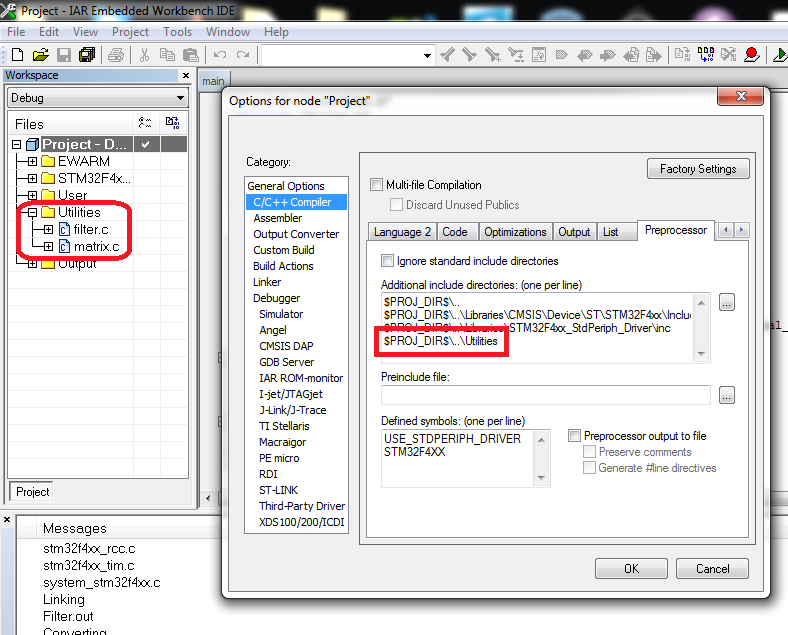 Project - IAR Embedded Workbench IDE
File Edit View Project Tools Window Help
Workspace
Debug
Files
Project - D...
EWARM
STM32F4x...
User
Utilities
filter.c
matrix.c
Output
Project
main
Options for node "Project"
Category:
General Options
C/C++ Compiler
Assembler
Output Converter
Custom Build
Build Actions
Linker
Debugger
Simulator
Angel
CMSIS DAP
GDB Server
IAR ROM-monitor
I-jet/JTAGjet
J-Link/J-Trace
TI Stellaris
Macraigor
PE micro
RDI
ST-LINK
Third-Party Driver
XDS100/200/ICDI
Factory Settings
Multi-file Compilation
Discard Unused Publics
Language 2 Code Optimizations Output List Preprocessor
Ignore standard include directories
Additional include directories: (one per line)
$PROJ_DIR$\..
$PROJ_DIR$\..\Libraries\CMSIS\Device\ST\STM32F4xx\Includ
$PROJ_DIR$\..\Libraries\STM32F4xx_StdPeriph_Driver\inc
$PROJ_DIR$\..\Utilities
...
Preinclude file:
...
Defined symbols: (one per line)
USE_STDPERIPH_DRIVER
STM32F4XX
Preprocessor output to file
Preserve comments
Generate #line directives
OK Cancel
al_
Messages
stm32f4xx_rcc.c
stm32f4xx_tim.c
system_stm32f4xx.c
Linking
Filter.out
Converting